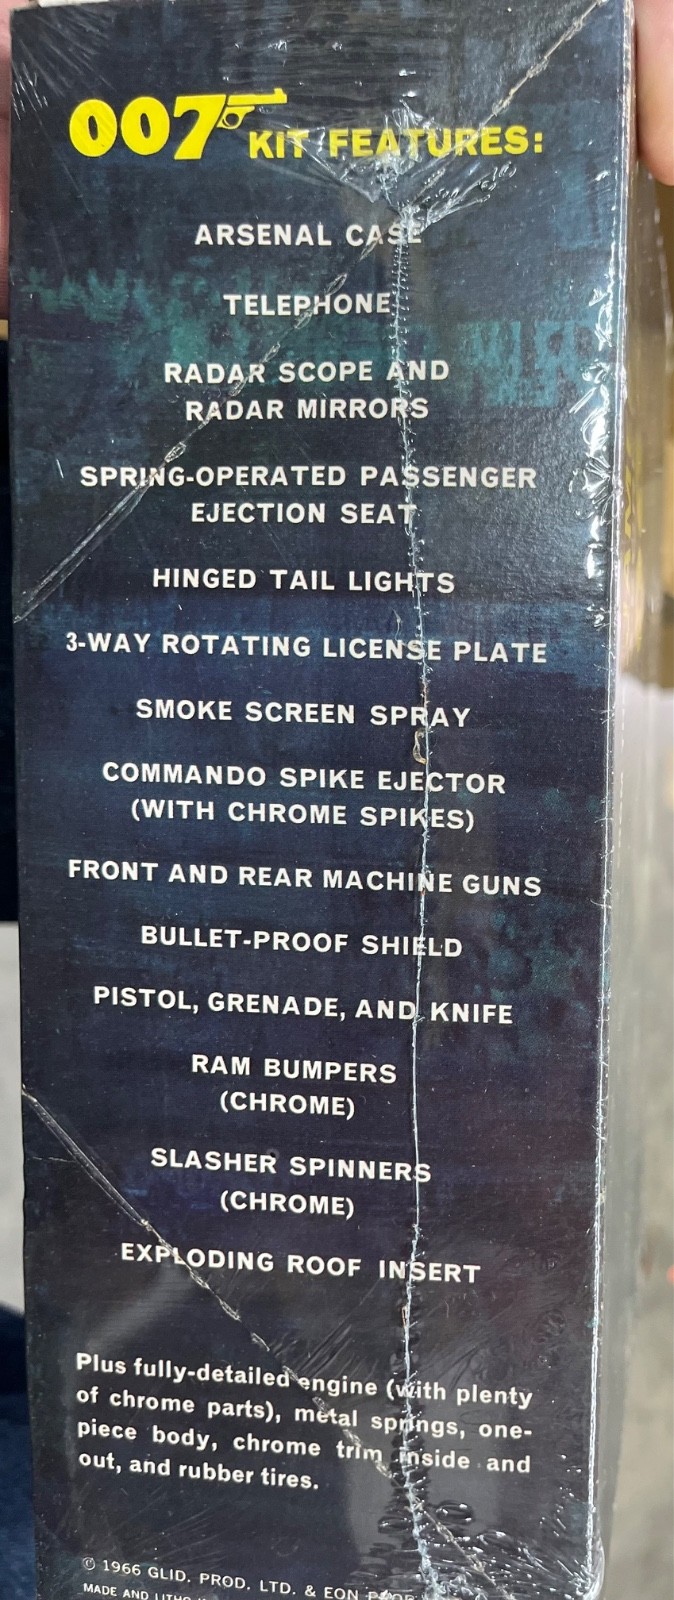 007 KIT FEATURES:
ARSENAL CASE
TELEPHONE
RADAR SCOPE AND
RADAR MIRRORS
SPRING-OPERATED PASSENGER
EJECTION SEAT
HINGED TAIL LIGHTS
3-WAY ROTATING LICENSE PLATE
SMOKE SCREEN SPRAY
COMMANDO SPIKE EJECTOR
(WITH CHROME SPIKES)
FRONT AND REAR MACHINE GUNS
BULLET-PROOF SHIELD
PISTOL, GRENADE, AND KNIFE
RAM BUMPERS
(CHROME)
SLASHER SPINNERS
(CHROME)
EXPLODING ROOF INSERT
Plus fully-detailed engine (with plenty
of chrome parts), metal springs, one-
piece body, chrome trim inside and
out, and rubber tires.
© 1966 GLID. PROD. LTD. & EON PROD
MADE AND LITHO